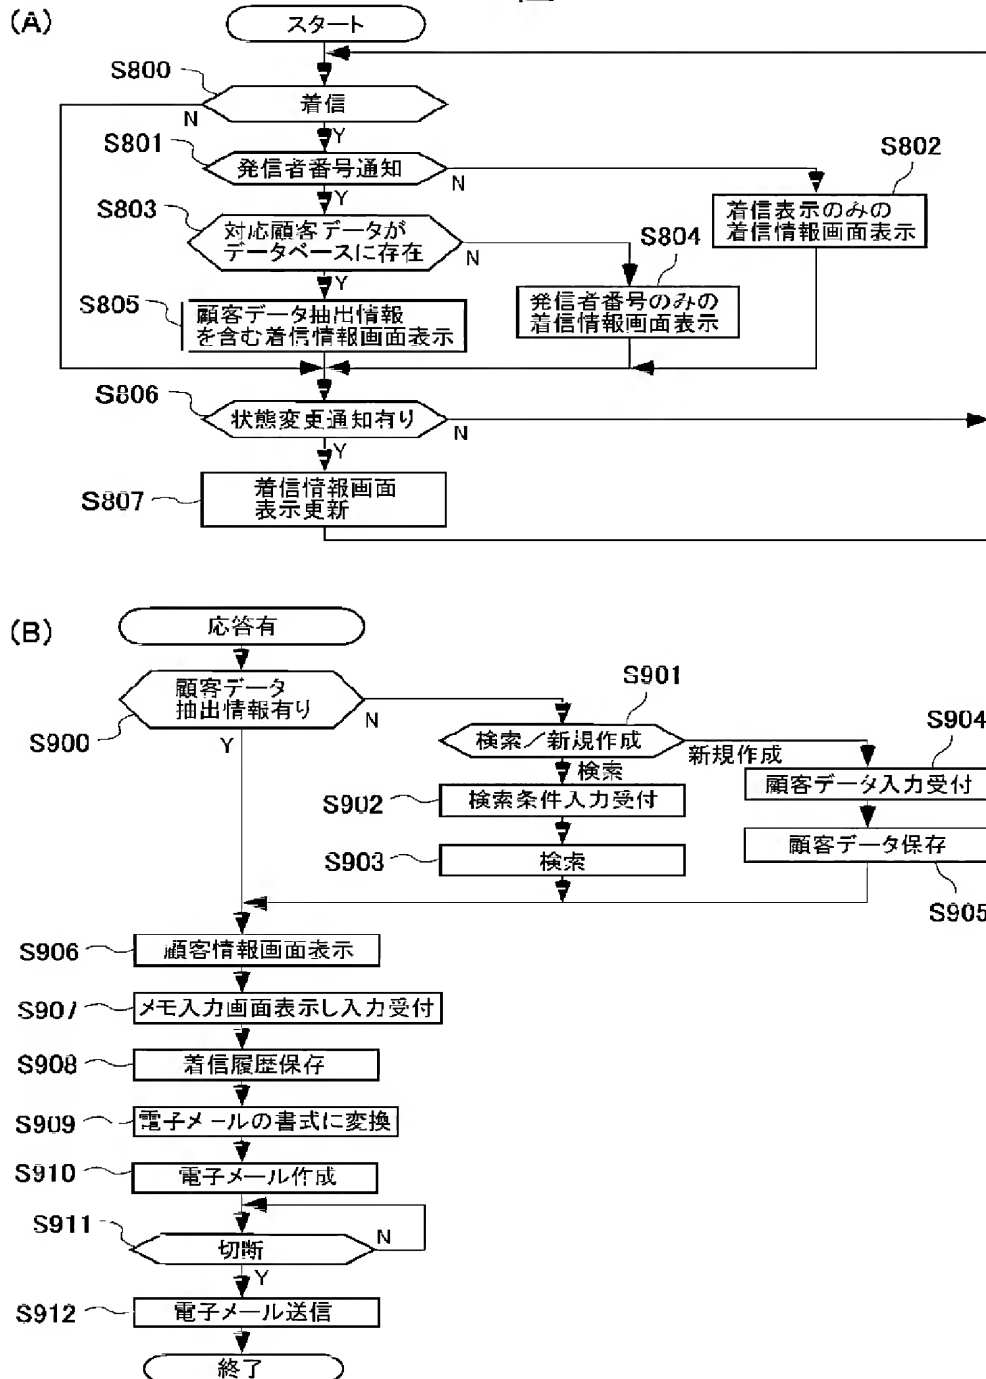 (A)
スタート
S800
着信
N
Y
S801
発信者番号通知
N
Y
S802
着信表示のみの
着信情報画面表示
S803
対応顧客データが
データベースに存在
N
Y
S804
発信者番号のみの
着信情報画面表示
S805
顧客データ抽出情報
を含む着信情報画面表示
S806
状態変更通知有り
N
Y
S807
着信情報画面
表示更新
(B)
応答有
顧客データ
抽出情報有り
N
S900
Y
S901
検索/新規作成
新規作成
検索
S904
顧客データ入力受付
S902
検索条件入力受付
顧客データ保存
S903
検索
S905
S906
顧客情報画面表示
S907
メモ入力画面表示し入力受付
S908
着信履歴保存
S909
電子メールの書式に変換
S910
電子メール作成
S911
切断
N
Y
S912
電子メール送信
終了